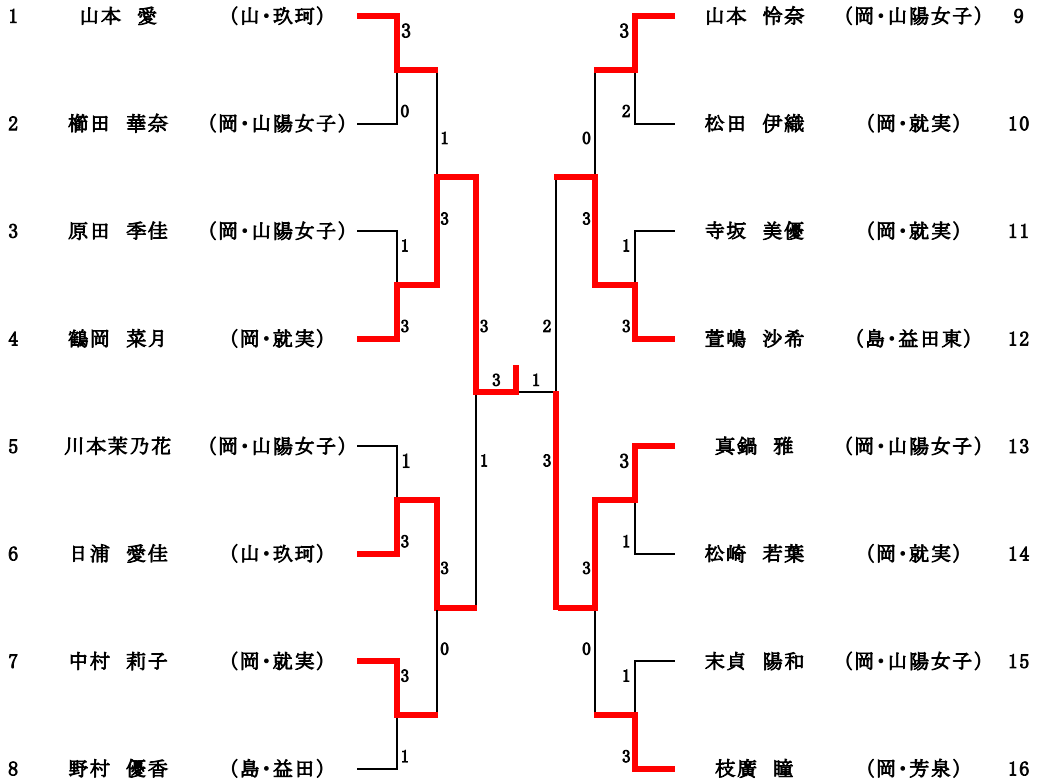 1 山本 愛 (山・玖珂) 3 3 山本 怜奈 (岡・山陽女子) 9
2 櫛田 華奈 (岡・山陽女子) 0 2 松田 伊織 (岡・就実) 10
1 0
3 原田 季佳 (岡・山陽女子) 1 3 3 1 寺坂 美優 (岡・就実) 11
4 鶴岡 菜月 (岡・就実) 3 3 2 3 萱嶋 沙希 (島・益田東) 12
3 1
5 川本茉乃花 (岡・山陽女子) 1 1 3 3 真鍋 雅 (岡・山陽女子) 13
6 日浦 愛佳 (山・玖珂) 3 1 松崎 若葉 (岡・就実) 14
3 3
0 0
7 中村 莉子 (岡・就実) 3 1 末貞 陽和 (岡・山陽女子) 15
8 野村 優香 (島・益田) 1 3 枝廣 瞳 (岡・芳泉) 16